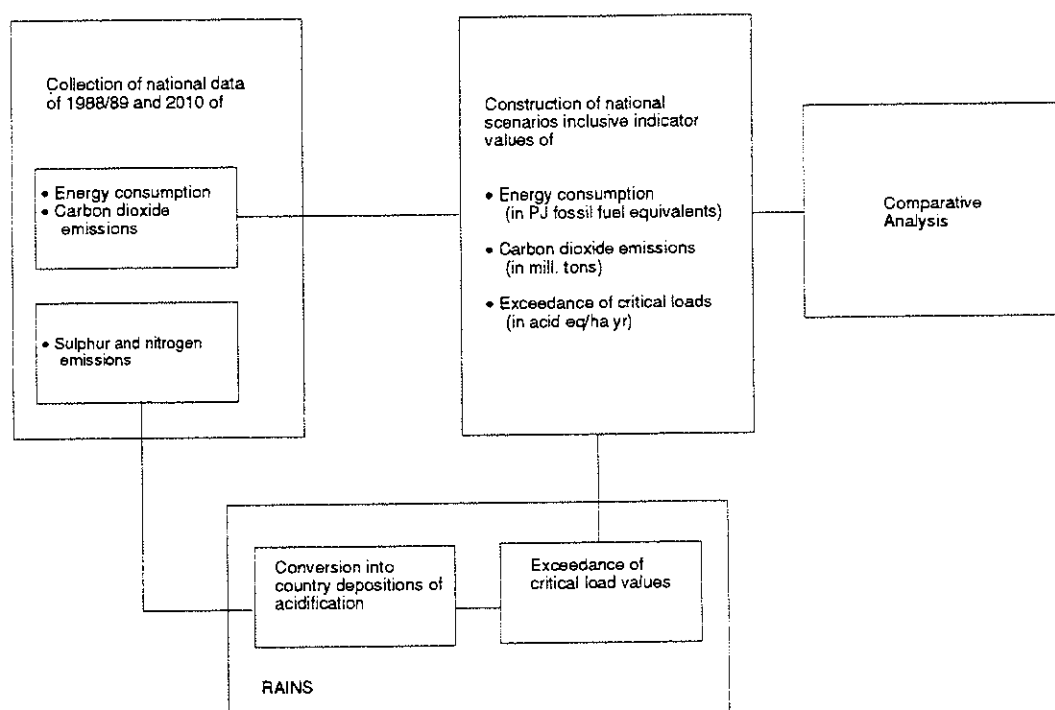 Collection of national data
of 1988/89 and 2010 of
• Energy consumption
• Carbon dioxide
emissions
• Sulphur and nitrogen
emissions
Construction of national
scenarios inclusive indicator
values of
• Energy consumption
(in PJ fossil fuel equivalents)
• Carbon dioxide emissions
(in mill. tons)
• Exceedance of critical loads
(in acid eq/ha yr)
Comparative
Analysis
Conversion into
country depositions of
acidification
Exceedance of
critical load values
RAINS